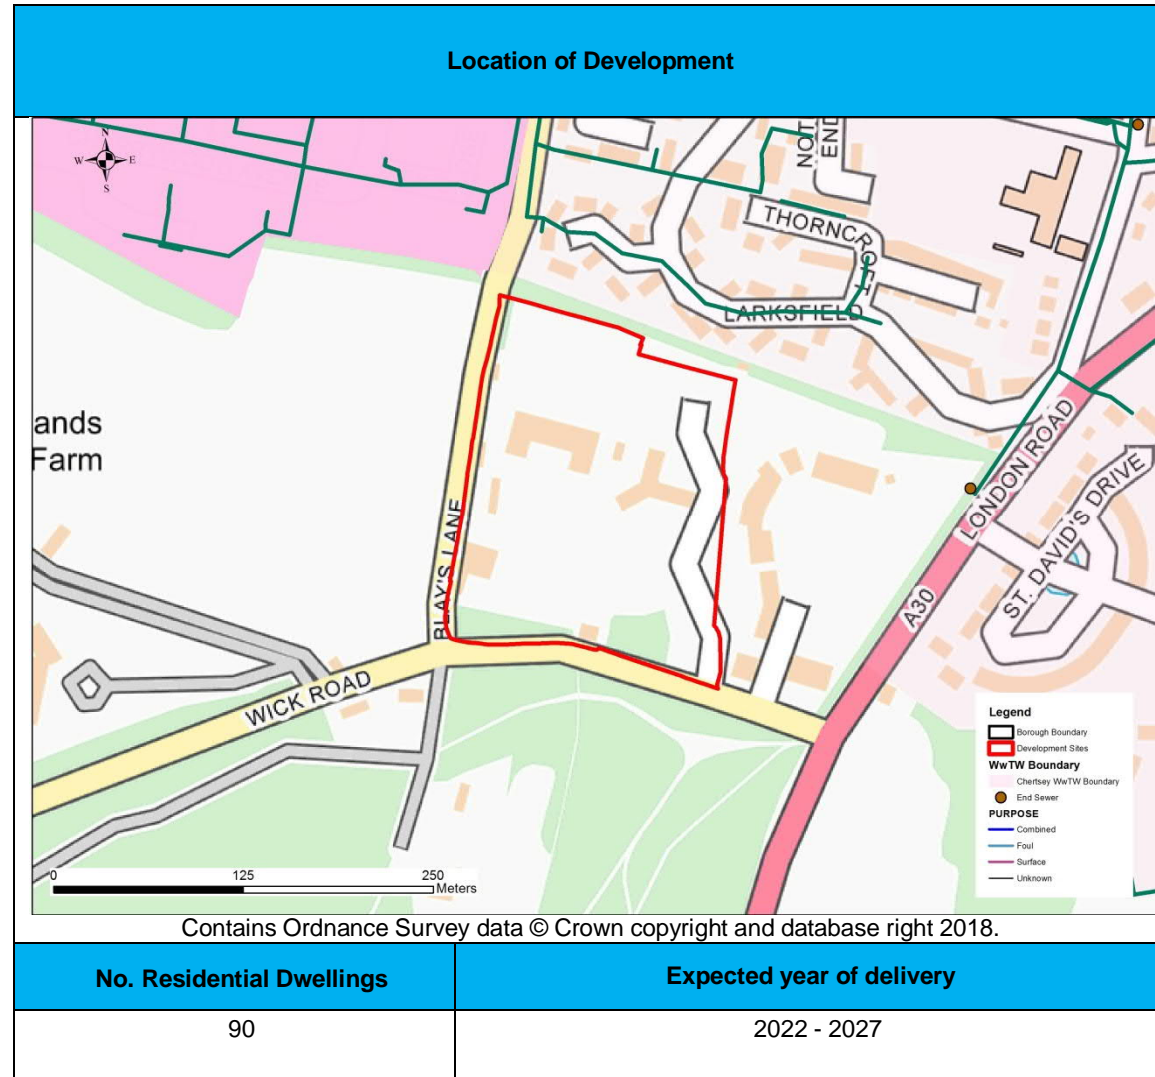 Location of Development
N
W E
S
NOT
END
THORNCROFT
LARKSFIELD
ands
Farm
BLAY'S LANE
LONDON ROAD
ST. DAVID'S DRIVE
A30
WICK ROAD
Legend
Borough Boundary
Development Sites
WwTW Boundary
Chertsey WwTW Boundary
End Sewer
PURPOSE
Combined
Foul
Surface
Unknown
0 125 250
Meters
Contains Ordnance Survey data © Crown copyright and database right 2018.
No. Residential Dwellings Expected year of delivery
90 2022 - 2027